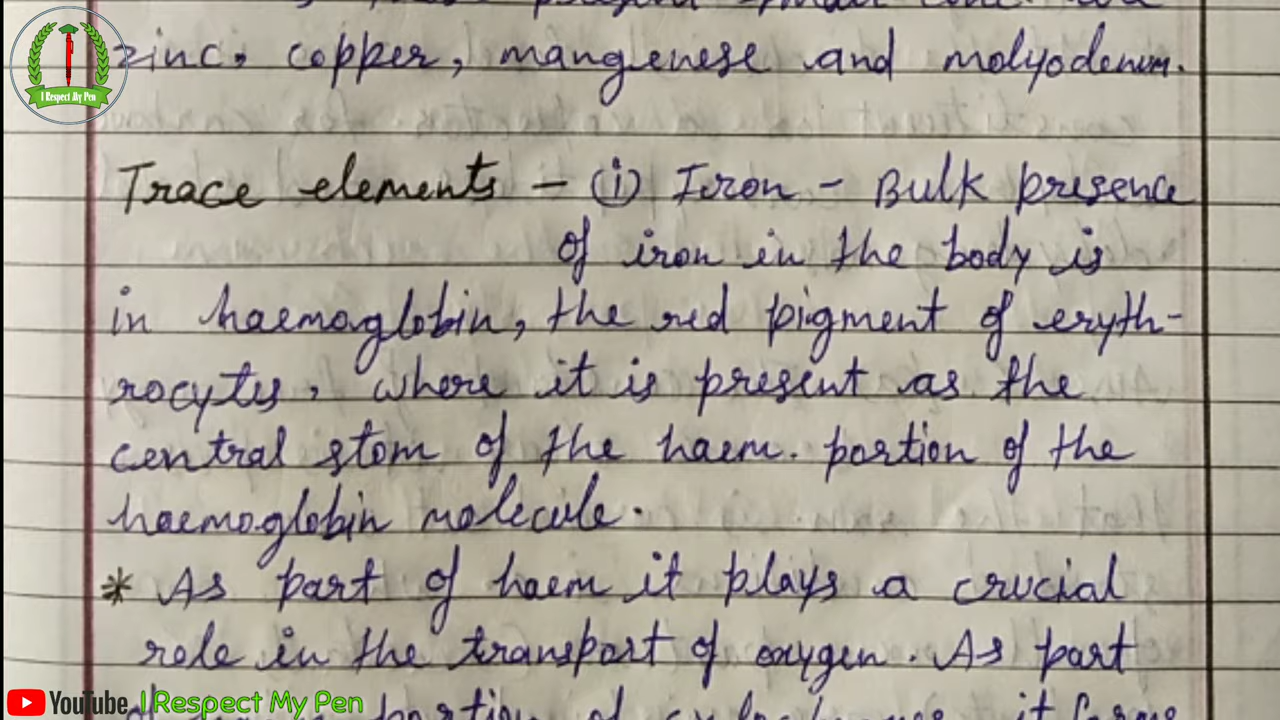 I Respect My Pen
zinc, copper, mangenese and molyodenum.
Trace elements - (i) Iron - Bulk presence
of iron in the body is
in haemoglobin, the red pigment of eryth-
rocytes, where it is present as the
central stom of the haem. portion of the
haemoglobin molecule.
* As part of haem it plays a crucial
role in the transport of oxygen. As part
YouTube I Respect My Pen